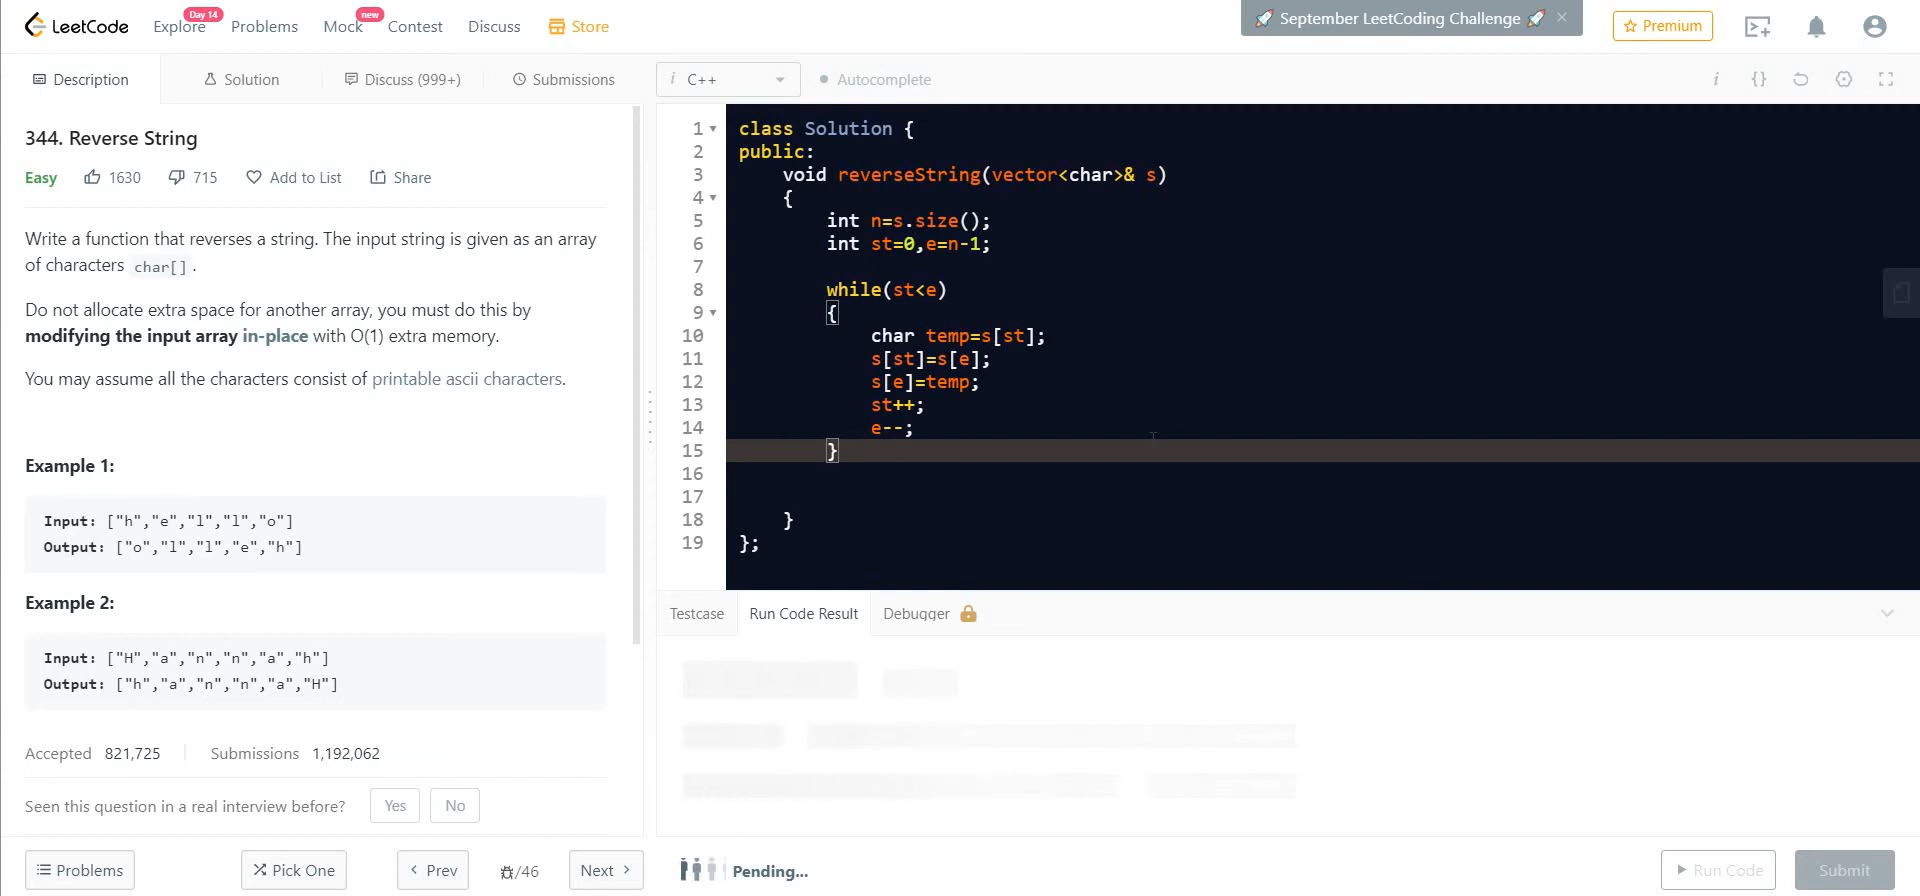 LeetCode Explore Day 14 Problems Mock new Contest Discuss Store 🚀 September LeetCoding Challenge 🚀 × Premium
Description Solution Discuss (999+) Submissions
i C++ Autocomplete i {}
344. Reverse String
Easy 1630 715 Add to List Share
Write a function that reverses a string. The input string is given as an array
of characters char[] .
Do not allocate extra space for another array, you must do this by
modifying the input array in-place with O(1) extra memory.
You may assume all the characters consist of printable ascii characters.
Example 1:
Input: ["h","e","l","l","o"]
Output: ["o","l","l","e","h"]
Example 2:
Input: ["H","a","n","n","a","h"]
Output: ["h","a","n","n","a","H"]
Accepted 821,725 Submissions 1,192,062
Seen this question in a real interview before? Yes No
Problems Pick One Prev /46 Next
1 class Solution {
2 public:
3 void reverseString(vector<char>& s)
4 {
5 int n=s.size();
6 int st=0,e=n-1;
7
8 while(st<e)
9 {
10 char temp=s[st];
11 s[st]=s[e];
12 s[e]=temp;
13 st++;
14 e--;
15 }
16
17
18 }
19 };
Testcase Run Code Result Debugger
Pending...
Run Code Submit